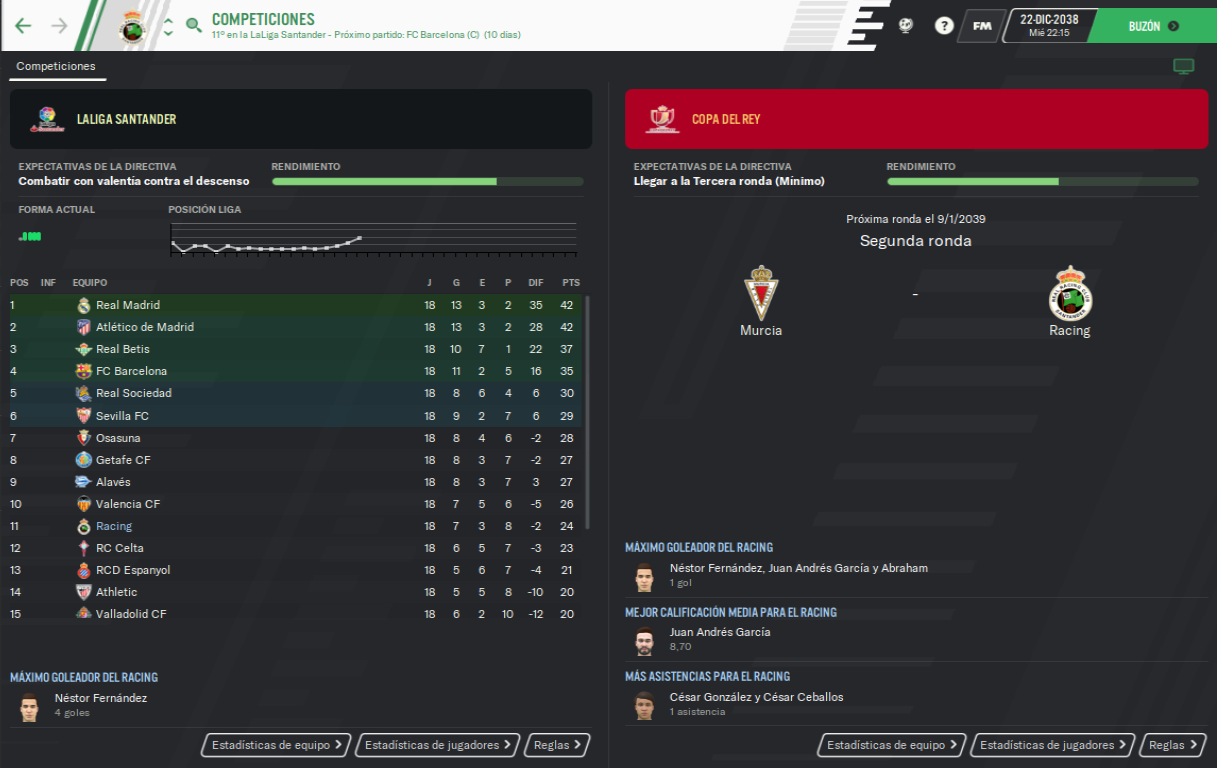 COMPETICIONES
11º en la LaLiga Santander - Próximo partido: FC Barcelona (C) (10 días)
?
FM
22-DIC-2038
Mié 22:15
BUZÓN
Competiciones
LALIGA SANTANDER
EXPECTATIVAS DE LA DIRECTIVA
RENDIMIENTO
Combatir con valentía contra el descenso
FORMA ACTUAL
POSICIÓN LIGA
POS INF EQUIPO J G E P DIF PTS
1 Real Madrid 18 13 3 2 35 42
2 Atlético de Madrid 18 13 3 2 28 42
3 Real Betis 18 10 7 1 22 37
4 FC Barcelona 18 11 2 5 16 35
5 Real Sociedad 18 8 6 4 6 30
6 Sevilla FC 18 9 2 7 6 29
7 Osasuna 18 8 4 6 -2 28
8 Getafe CF 18 8 3 7 -2 27
9 Alavés 18 8 3 7 3 27
10 Valencia CF 18 7 5 6 -5 26
11 Racing 18 7 3 8 -2 24
12 RC Celta 18 6 5 7 -3 23
13 RCD Espanyol 18 5 6 7 -4 21
14 Athletic 18 5 5 8 -10 20
15 Valladolid CF 18 6 2 10 -12 20
MÁXIMO GOLEADOR DEL RACING
Néstor Fernández
4 goles
Estadísticas de equipo
Estadísticas de jugadores
Reglas
COPA DEL REY
EXPECTATIVAS DE LA DIRECTIVA
RENDIMIENTO
Llegar a la Tercera ronda (Mínimo)
Próxima ronda el 9/1/2039
Segunda ronda
-
Murcia
Racing
MÁXIMO GOLEADOR DEL RACING
Néstor Fernández, Juan Andrés García y Abraham
1 gol
MEJOR CALIFICACIÓN MEDIA PARA EL RACING
Juan Andrés García
8,70
MÁS ASISTENCIAS PARA EL RACING
César González y César Ceballos
1 asistencia
Estadísticas de equipo
Estadísticas de jugadores
Reglas